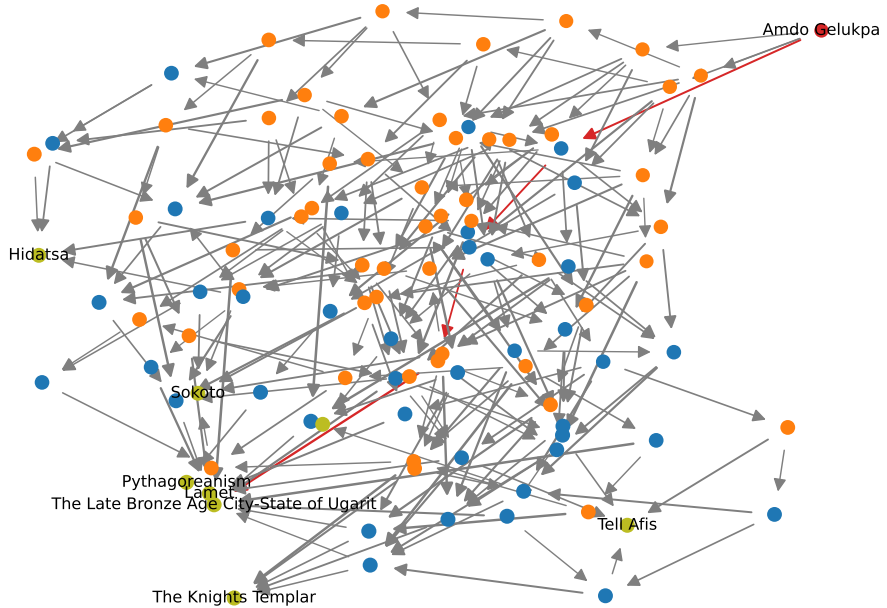 Amdo Gelukpa
Hidatsa
Sokoto
Pythagoreanism
Lamet
The Late Bronze Age City-State of Ugarit
Tell Afis
The Knights Templar